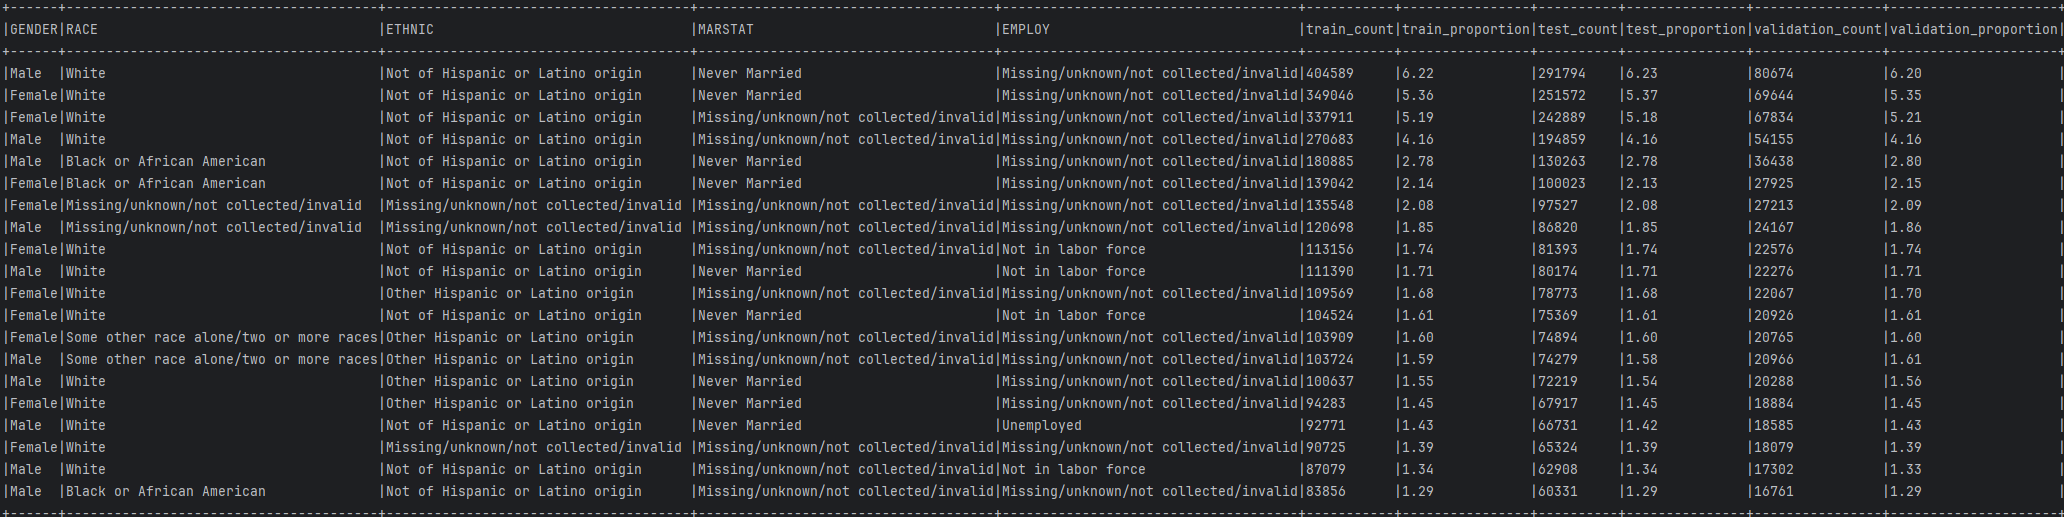 +------+--------------------------------------+--------------------------------------+-------------------------------------+-------------------------------------+-----------+----------------+----------+---------------+----------------+---------------------+
|GENDER|RACE                                  |ETHNIC                                |MARSTAT                              |EMPLOY                               |train_count|train_proportion|test_count|test_proportion|validation_count|validation_proportion|
+------+--------------------------------------+--------------------------------------+-------------------------------------+-------------------------------------+-----------+----------------+----------+---------------+----------------+---------------------+
|Male  |White                                 |Not of Hispanic or Latino origin      |Never Married                        |Missing/unknown/not collected/invalid|404589     |6.22            |291794    |6.23           |80674           |6.20                 |
|Female|White                                 |Not of Hispanic or Latino origin      |Never Married                        |Missing/unknown/not collected/invalid|349046     |5.36            |251572    |5.37           |69644           |5.35                 |
|Female|White                                 |Not of Hispanic or Latino origin      |Missing/unknown/not collected/invalid|Missing/unknown/not collected/invalid|337911     |5.19            |242889    |5.18           |67834           |5.21                 |
|Male  |White                                 |Not of Hispanic or Latino origin      |Missing/unknown/not collected/invalid|Missing/unknown/not collected/invalid|270683     |4.16            |194859    |4.16           |54155           |4.16                 |
|Male  |Black or African American             |Not of Hispanic or Latino origin      |Never Married                        |Missing/unknown/not collected/invalid|180885     |2.78            |130263    |2.78           |36438           |2.80                 |
|Female|Black or African American             |Not of Hispanic or Latino origin      |Never Married                        |Missing/unknown/not collected/invalid|139042     |2.14            |100023    |2.13           |27925           |2.15                 |
|Female|Missing/unknown/not collected/invalid |Missing/unknown/not collected/invalid |Missing/unknown/not collected/invalid|Missing/unknown/not collected/invalid|135548     |2.08            |97527     |2.08           |27213           |2.09                 |
|Male  |Missing/unknown/not collected/invalid |Missing/unknown/not collected/invalid |Missing/unknown/not collected/invalid|Missing/unknown/not collected/invalid|120698     |1.85            |86820     |1.85           |24167           |1.86                 |
|Female|White                                 |Not of Hispanic or Latino origin      |Missing/unknown/not collected/invalid|Not in labor force                   |113156     |1.74            |81393     |1.74           |22576           |1.74                 |
|Male  |White                                 |Not of Hispanic or Latino origin      |Never Married                        |Not in labor force                   |111390     |1.71            |80174     |1.71           |22276           |1.71                 |
|Female|White                                 |Other Hispanic or Latino origin       |Missing/unknown/not collected/invalid|Missing/unknown/not collected/invalid|109569     |1.68            |78773     |1.68           |22067           |1.70                 |
|Female|White                                 |Not of Hispanic or Latino origin      |Never Married                        |Not in labor force                   |104524     |1.61            |75369     |1.61           |20926           |1.61                 |
|Female|Some other race alone/two or more races|Other Hispanic or Latino origin       |Missing/unknown/not collected/invalid|Missing/unknown/not collected/invalid|103909     |1.60            |74894     |1.60           |20765           |1.60                 |
|Male  |Some other race alone/two or more races|Other Hispanic or Latino origin       |Missing/unknown/not collected/invalid|Missing/unknown/not collected/invalid|103724     |1.59            |74279     |1.58           |20966           |1.61                 |
|Male  |White                                 |Other Hispanic or Latino origin       |Never Married                        |Missing/unknown/not collected/invalid|100637     |1.55            |72219     |1.54           |20288           |1.56                 |
|Female|White                                 |Other Hispanic or Latino origin       |Never Married                        |Missing/unknown/not collected/invalid|94283      |1.45            |67917     |1.45           |18884           |1.45                 |
|Male  |White                                 |Not of Hispanic or Latino origin      |Never Married                        |Unemployed                           |92771      |1.43            |66731     |1.42           |18585           |1.43                 |
|Female|White                                 |Missing/unknown/not collected/invalid |Missing/unknown/not collected/invalid|Missing/unknown/not collected/invalid|90725      |1.39            |65324     |1.39           |18079           |1.39                 |
|Male  |White                                 |Not of Hispanic or Latino origin      |Missing/unknown/not collected/invalid|Not in labor force                   |87079      |1.34            |62908     |1.34           |17302           |1.33                 |
|Male  |Black or African American             |Not of Hispanic or Latino origin      |Missing/unknown/not collected/invalid|Missing/unknown/not collected/invalid|83856      |1.29            |60331     |1.29           |16761           |1.29                 |
+------+--------------------------------------+--------------------------------------+-------------------------------------+-------------------------------------+-----------+----------------+----------+---------------+----------------+---------------------+